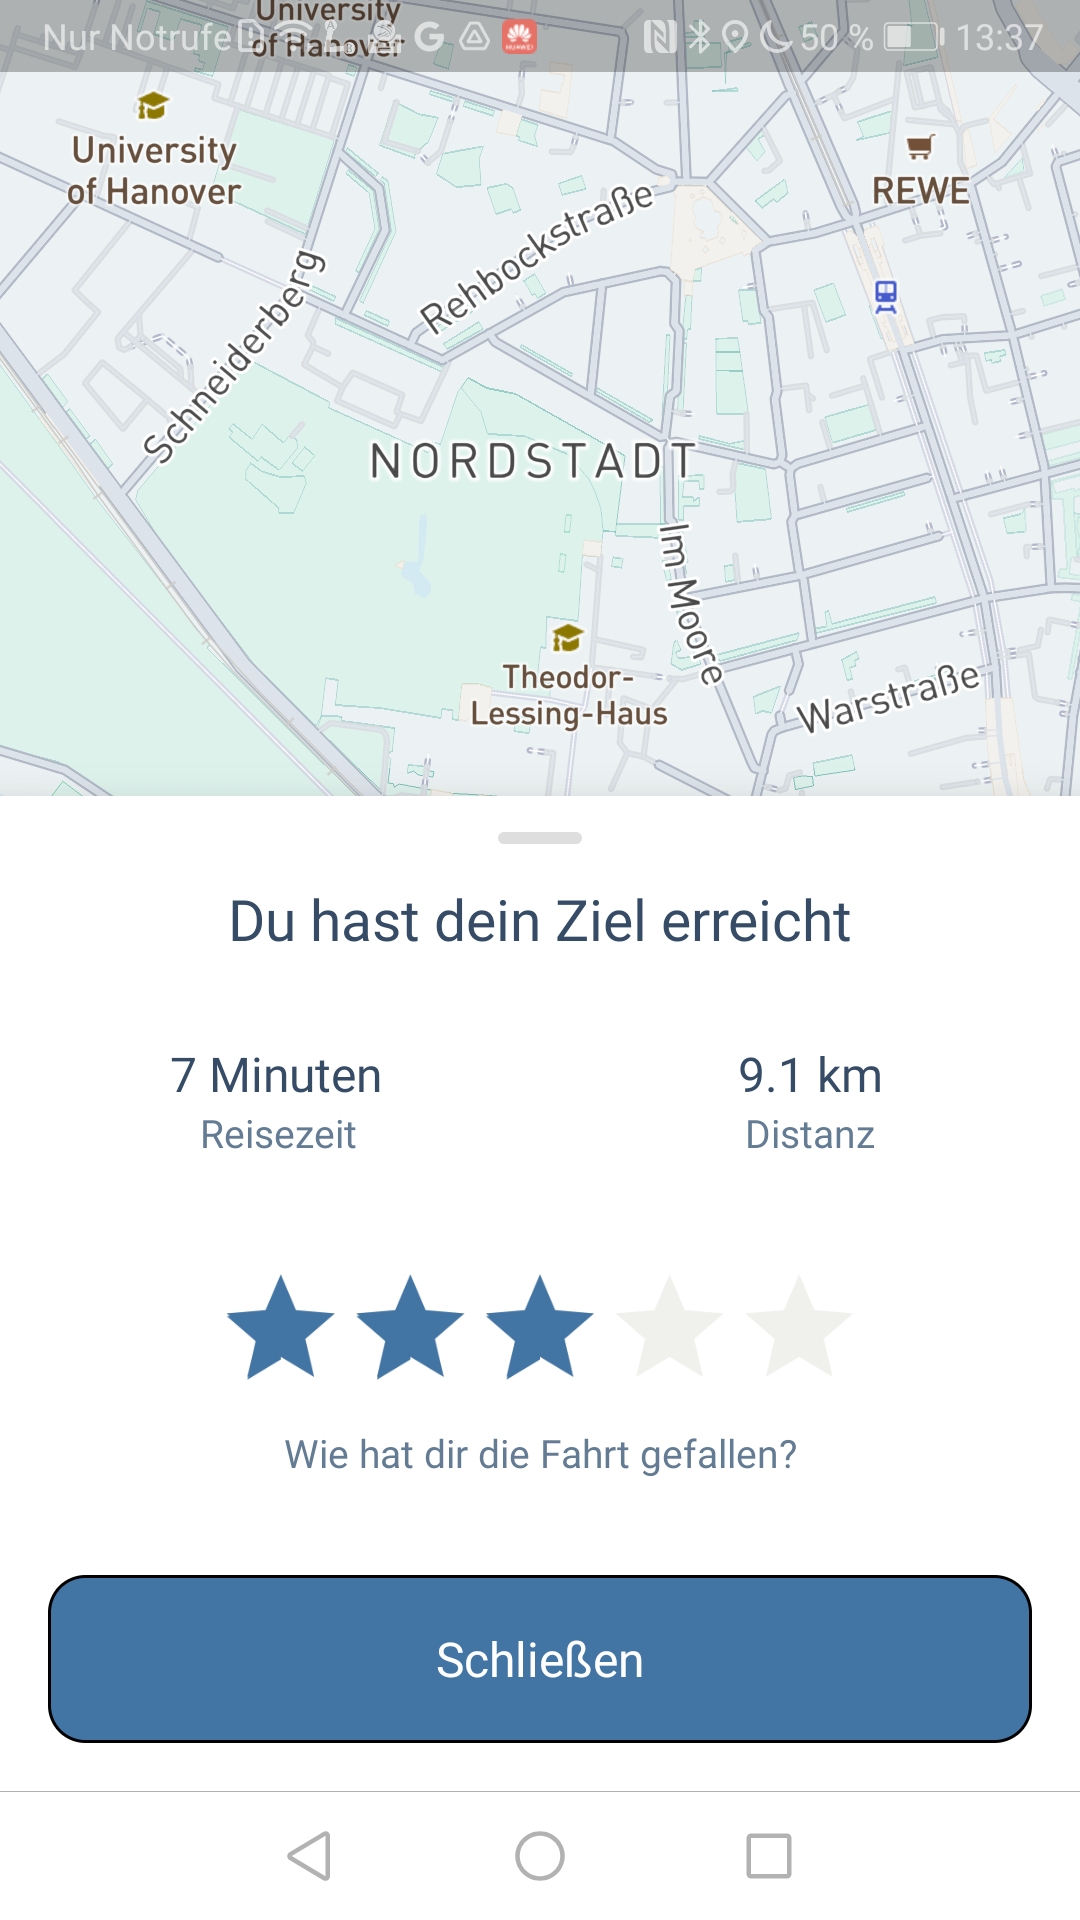 Nur Notrufe 50 % 13:37
University
of Hanover
University
of Hanover
REWE
Rehbockstraße
Schneiderberg
NORDSTADT
Im Moore
Theodor-
Lessing-Haus
Warstraße
Du hast dein Ziel erreicht
7 Minuten 9.1 km
Reisezeit Distanz
Wie hat dir die Fahrt gefallen?
Schließen